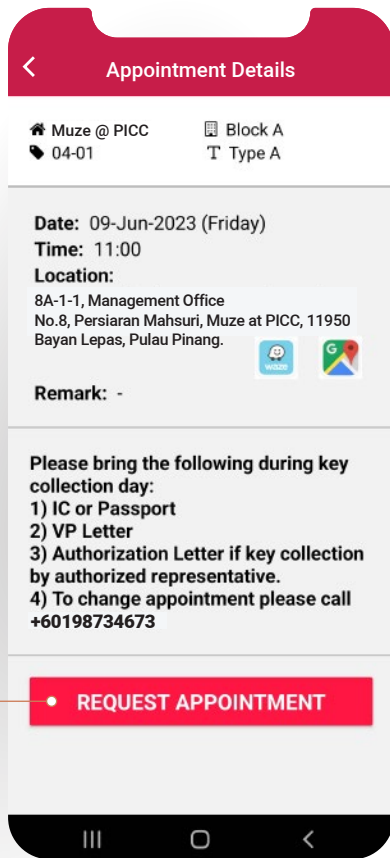 Appointment Details
Muze @ PICC
Block A
04-01
T Type A
Date: 09-Jun-2023 (Friday)
Time: 11:00
Location:
8A-1-1, Management Office
No.8, Persiaran Mahsuri, Muze at PICC, 11950
Bayan Lepas, Pulau Pinang.
waze
G
Remark: -
Please bring the following during key
collection day:
1) IC or Passport
2) VP Letter
3) Authorization Letter if key collection
by authorized representative.
4) To change appointment please call
+60198734673
REQUEST APPOINTMENT